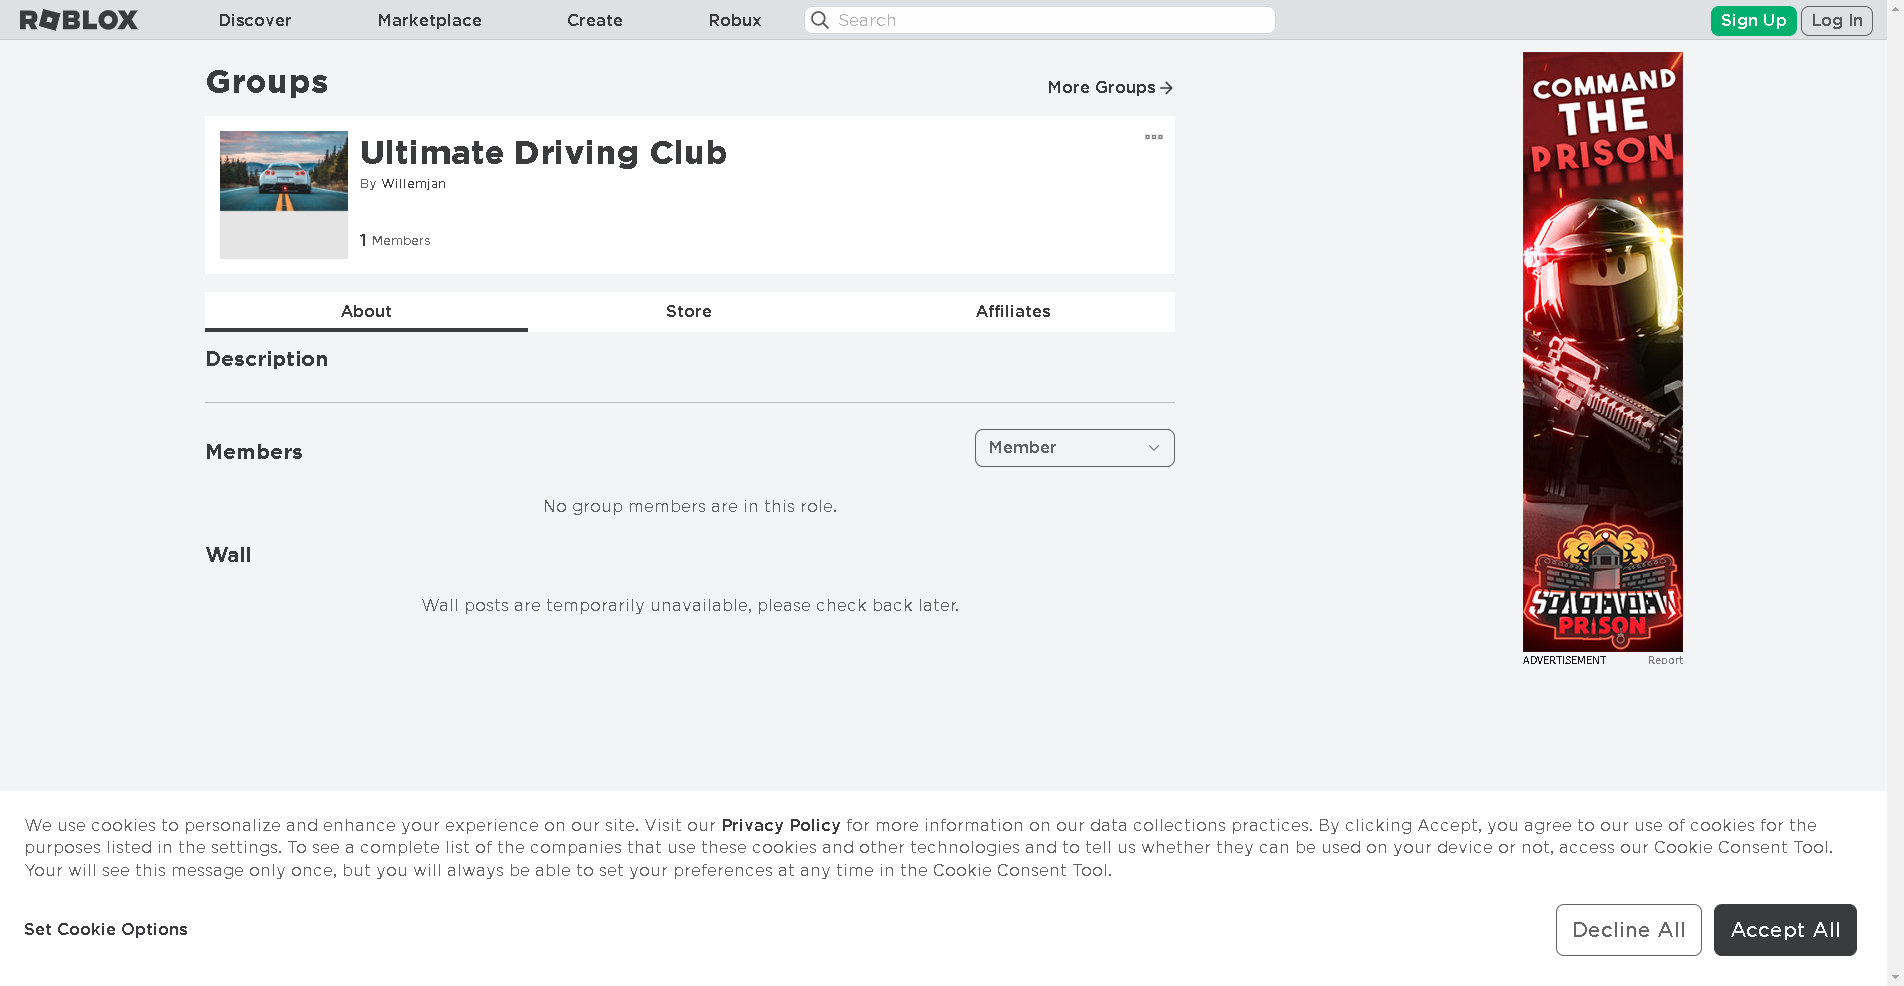 ROBLOX Discover Marketplace Create Robux Search Sign Up Log In
Groups
More Groups
Ultimate Driving Club
By Willemjan
1 Members
About Store Affiliates
Description
Members
Member
No group members are in this role.
Wall
Wall posts are temporarily unavailable, please check back later.
COMMAND
THE
PRISON
PRISON
ADVERTISEMENT Report
We use cookies to personalize and enhance your experience on our site. Visit our Privacy Policy for more information on our data collections practices. By clicking Accept, you agree to our use of cookies for the
purposes listed in the settings. To see a complete list of the companies that use these cookies and other technologies and to tell us whether they can be used on your device or not, access our Cookie Consent Tool.
Your will see this message only once, but you will always be able to set your preferences at any time in the Cookie Consent Tool.
Set Cookie Options
Decline All
Accept All